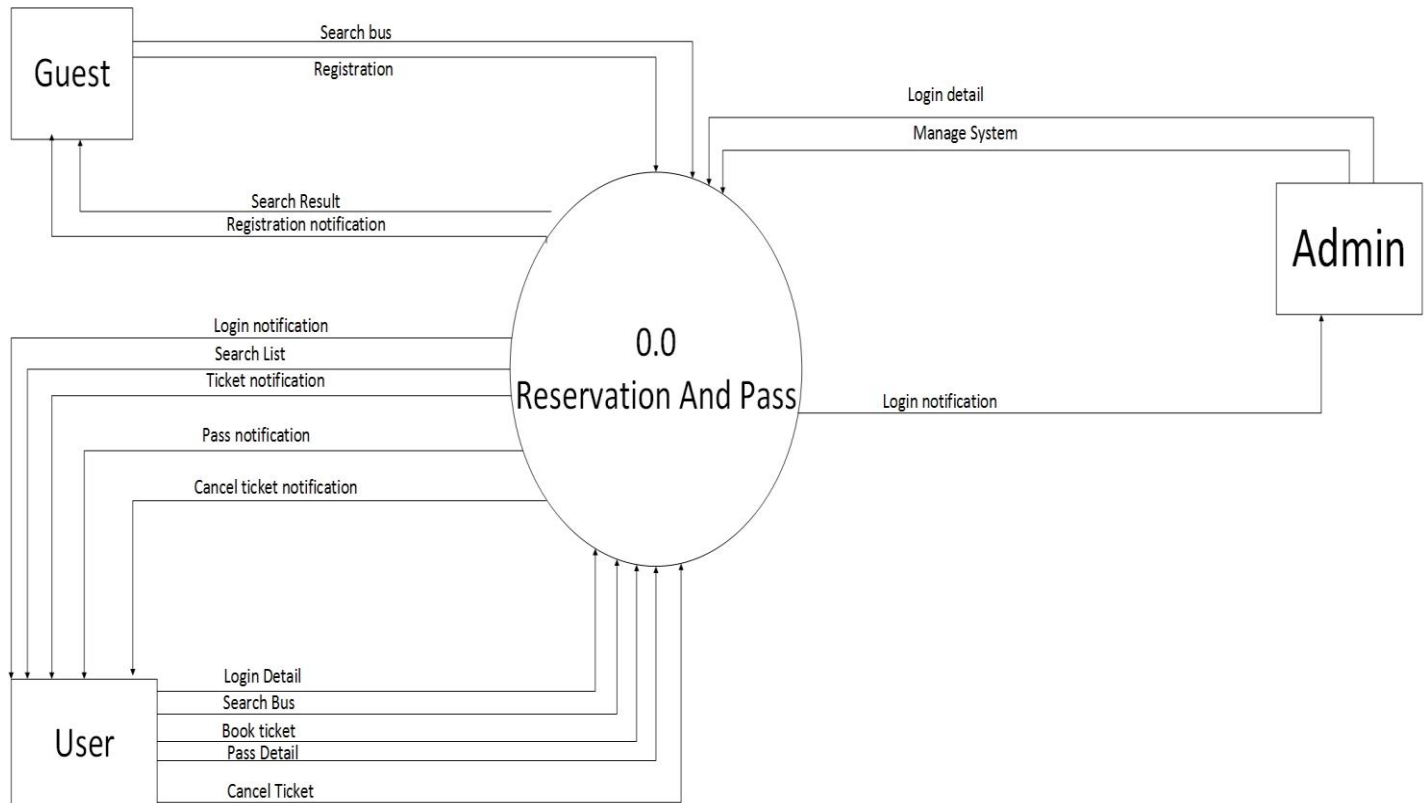 Guest
Search bus
Registration
Search Result
Registration notification
Login detail
Manage System
Admin
Login notification
0.0
Reservation And Pass
Login notification
Search List
Ticket notification
Pass notification
Cancel ticket notification
User
Login Detail
Search Bus
Book ticket
Pass Detail
Cancel Ticket